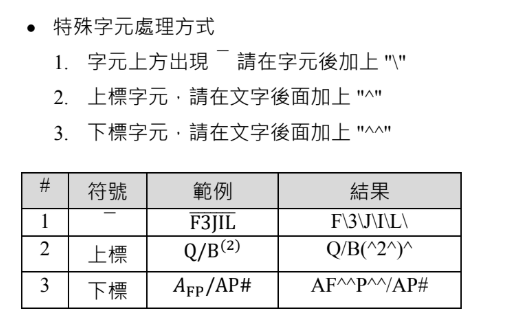 • 特殊字元處理方式
1. 字元上方出現 ¯ 請在字元後加上 "\"
2. 上標字元，請在文字後面加上 "^"
3. 下標字元，請在文字後面加上 "^^"
# 符號 範例 結果
1 ¯ F̅3̅J̅I̅L̅ F\3\J\I\L\
2 上標 Q/B⁽²⁾ Q/B(^2^)^
3 下標 A_FP/AP# AF^^P^^/AP#